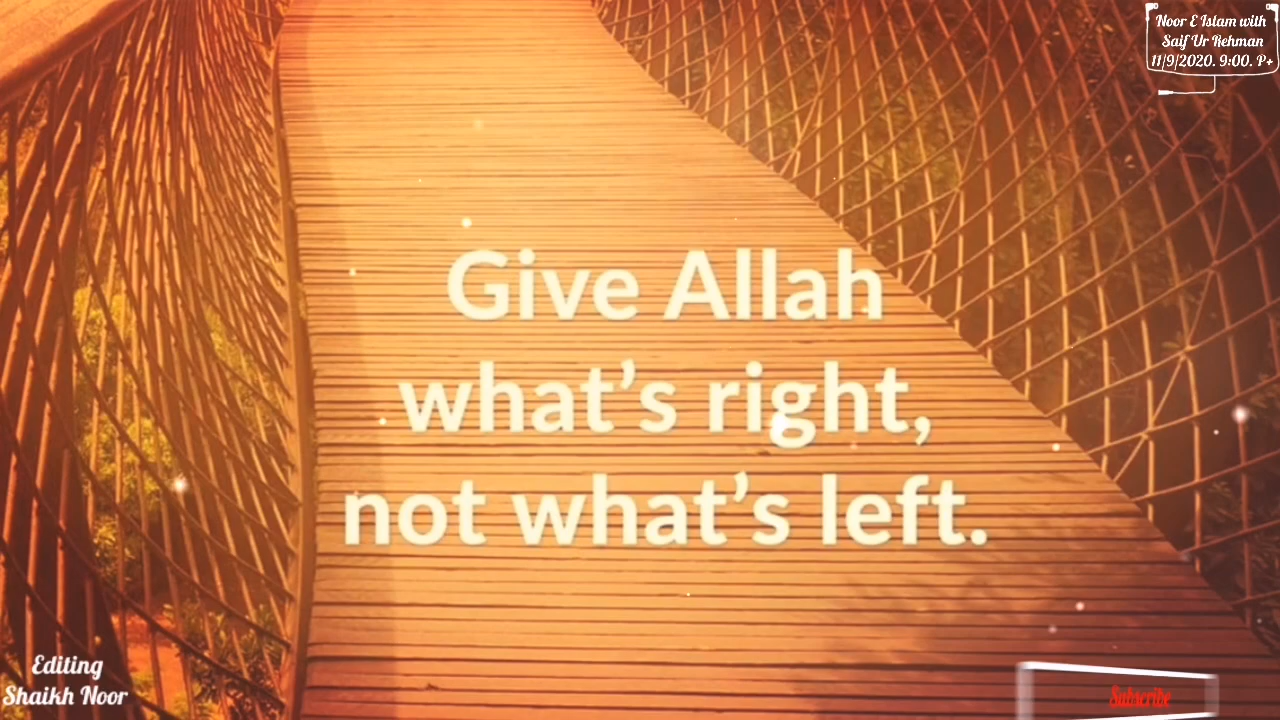 Noor E Islam with
Saif Ur Rehman
11/9/2020. 9:00. P+
Give Allah
what's right,
not what's left.
Editing
Shaikh Noor
Subscribe